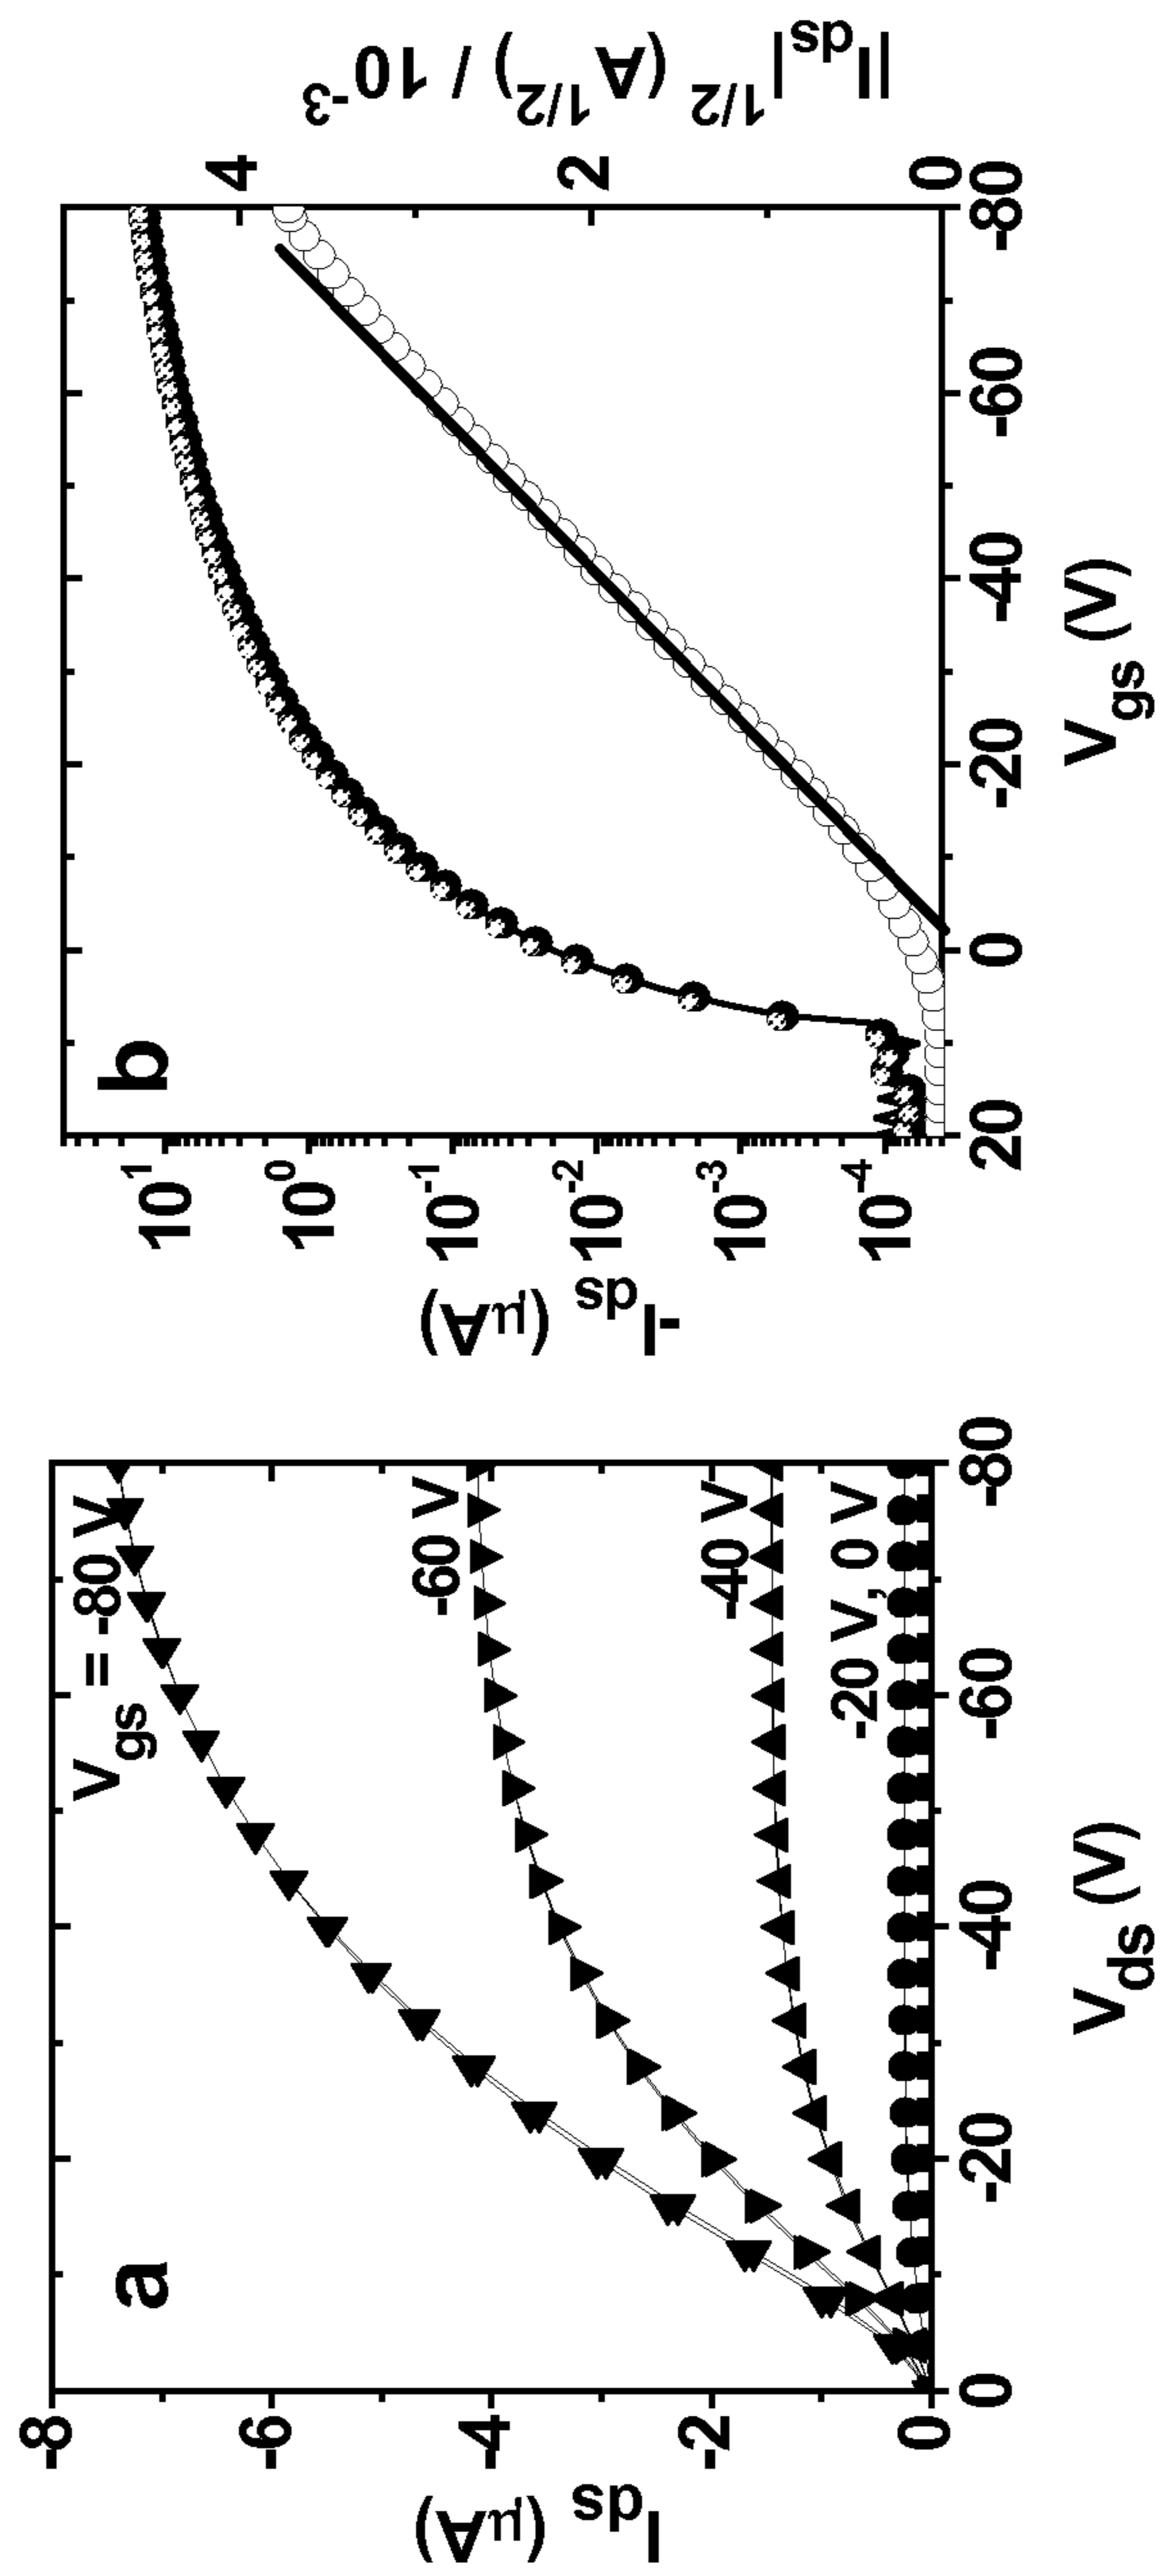 a
I_ds (μA)
-8
-6
-4
-2
0
V_gs = -80 V
-60 V
-40 V
-20 V, 0 V
0
-20
-40
-60
-80
V_ds (V)
b
-I_ds (μA)
10^1
10^0
10^-1
10^-2
10^-3
10^-4
|I_ds|^1/2 (A^1/2) / 10^-3
4
2
0
20
0
-20
-40
-60
-80
V_gs (V)